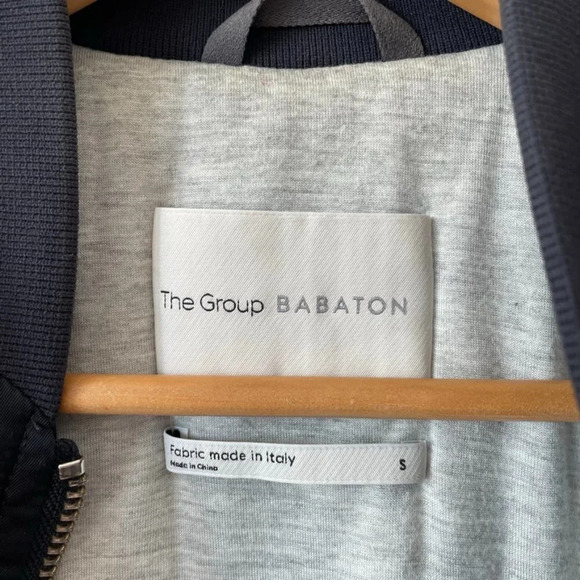 The Group BABATON
Fabric made in Italy
Made in China
S